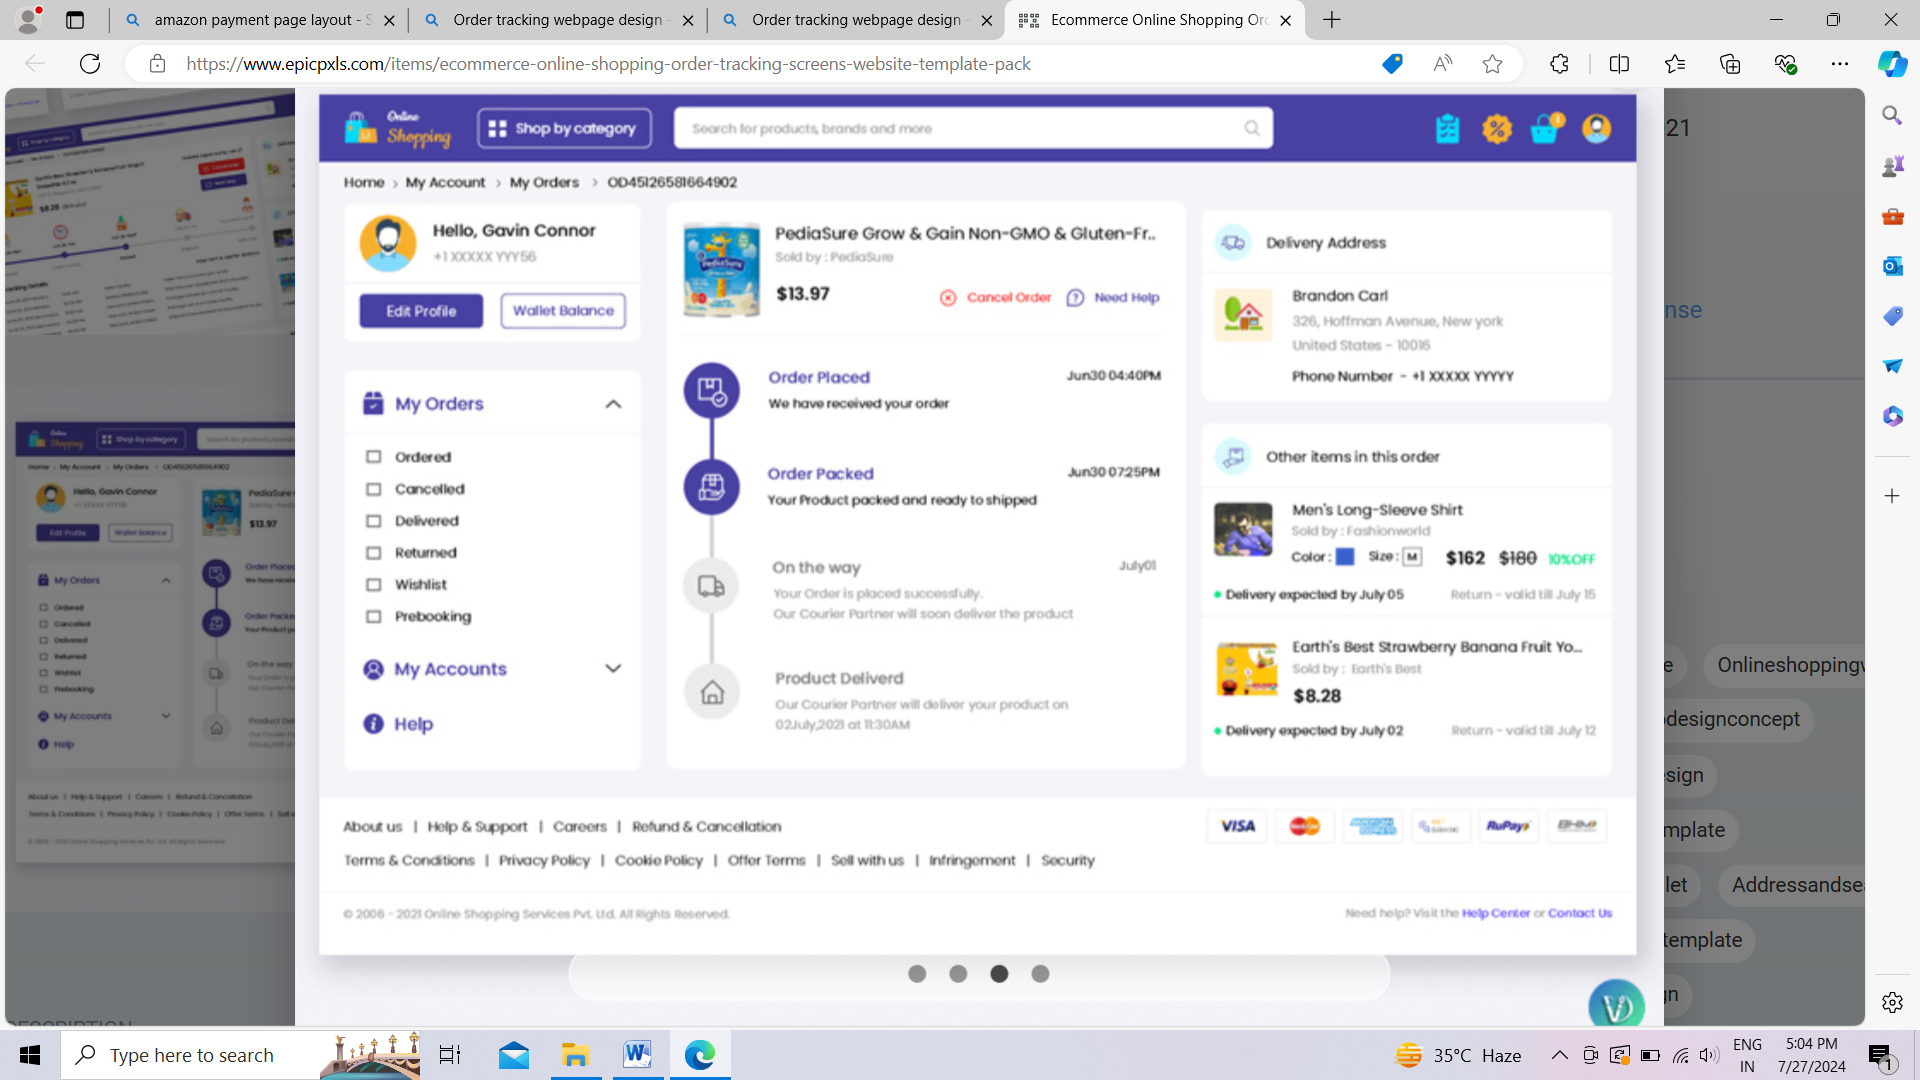 amazon payment page layout - S
Order tracking webpage design -
Order tracking webpage design -
Ecommerce Online Shopping Orc
https://www.epicpxls.com/items/ecommerce-online-shopping-order-tracking-screens-website-template-pack
Online
Shopping
Shop by category
Search for products, brands and more
1
Home > My Account > My Orders > OD45126581664902
Hello, Gavin Connor
+1 XXXXX YYY56
Edit Profile
Wallet Balance
My Orders
Ordered
Cancelled
Delivered
Returned
Wishlist
Prebooking
My Accounts
Help
PediaSure Grow & Gain Non-GMO & Gluten-Fr..
Sold by : PediaSure
$13.97
Cancel Order
Need Help
Order Placed
Jun30 04:40PM
We have received your order
Order Packed
Jun30 07:25PM
Your Product packed and ready to shipped
On the way
July01
Your Order is placed successfully.
Our Courier Partner will soon deliver the product
Product Deliverd
Our Courier Partner will deliver your product on
02July,2021 at 11:30AM
Delivery Address
Brandon Carl
326, Hoffman Avenue, New york
United States - 10016
Phone Number - +1 XXXXX YYYYY
Other items in this order
Men's Long-Sleeve Shirt
Sold by : Fashionworld
Color : Size : M $162 $180 10%OFF
Delivery expected by July 05
Return - valid till July 15
Earth's Best Strawberry Banana Fruit Yo...
Sold by : Earth's Best
$8.28
Delivery expected by July 02
Return - valid till July 12
About us | Help & Support | Careers | Refund & Cancellation
Terms & Conditions | Privacy Policy | Cookie Policy | Offer Terms | Sell with us | Infringement | Security
VISA
AMERICAN EXPRESS
RuPay
BHIM
© 2006 - 2021 Online Shopping Services Pvt. Ltd. All Rights Reserved.
Need help? Visit the Help Center or Contact Us
21
nse
e
Onlineshoppingw
odesignconcept
sign
mplate
let
Addressandsea
template
gn
DESCRIPTION
Type here to search
35°C Haze
ENG
IN
5:04 PM
7/27/2024
1